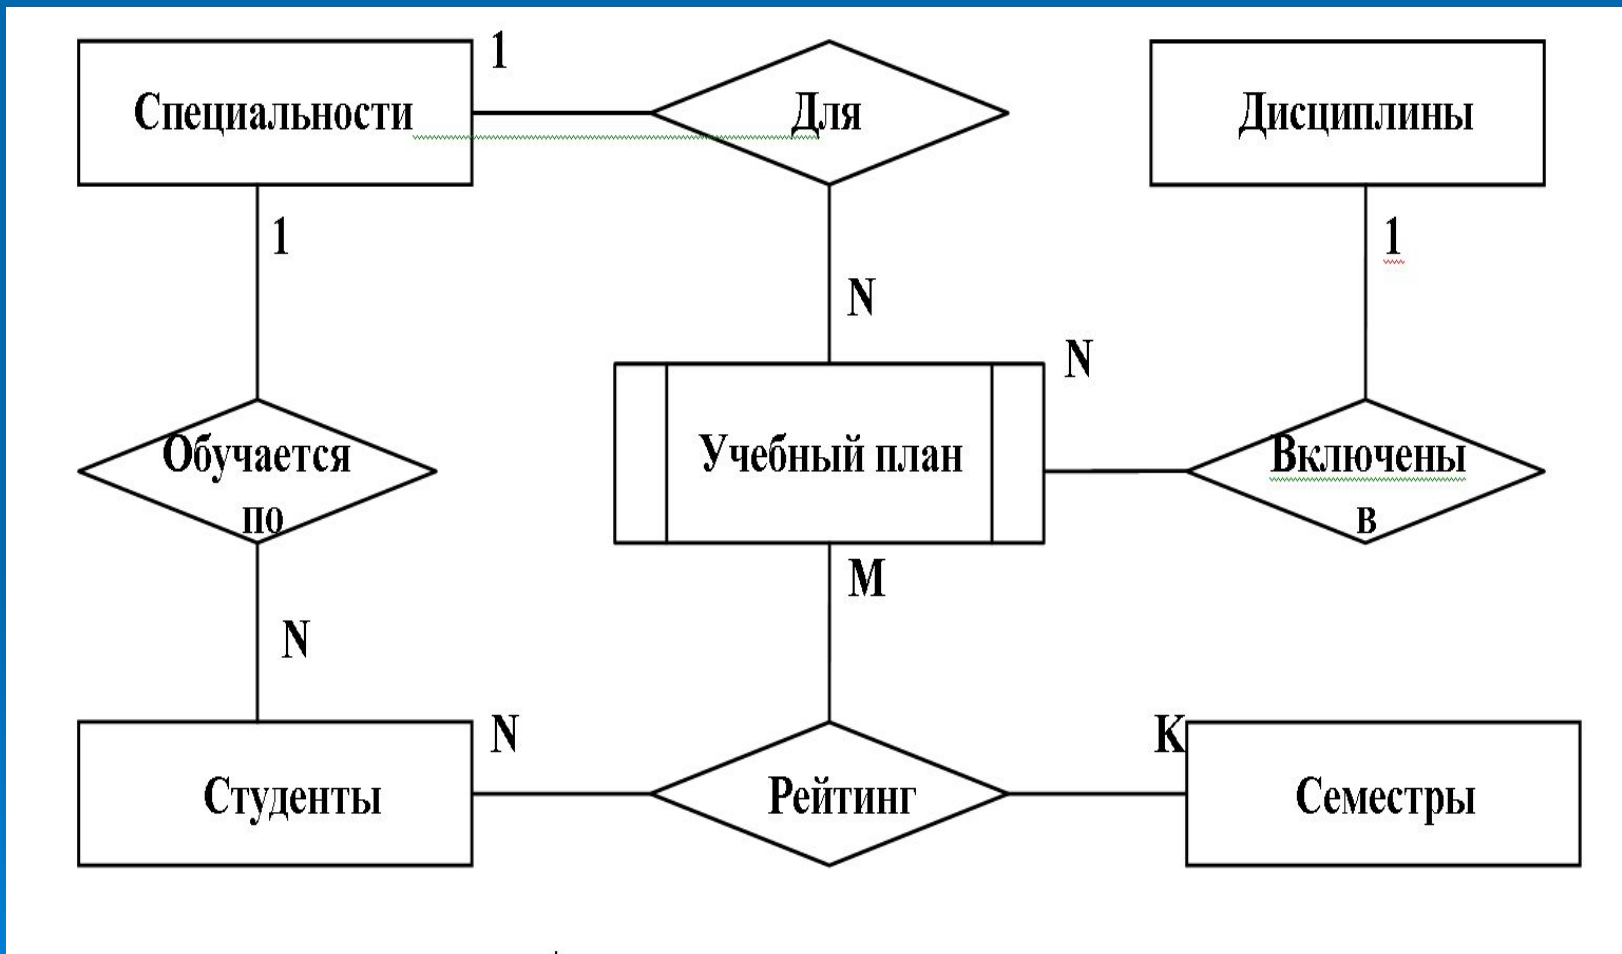 1
Специальности
Для
Дисциплины
1
1
N
N
Обучается
по
Учебный план
Включены
в
M
N
N
K
Студенты
Рейтинг
Семестры